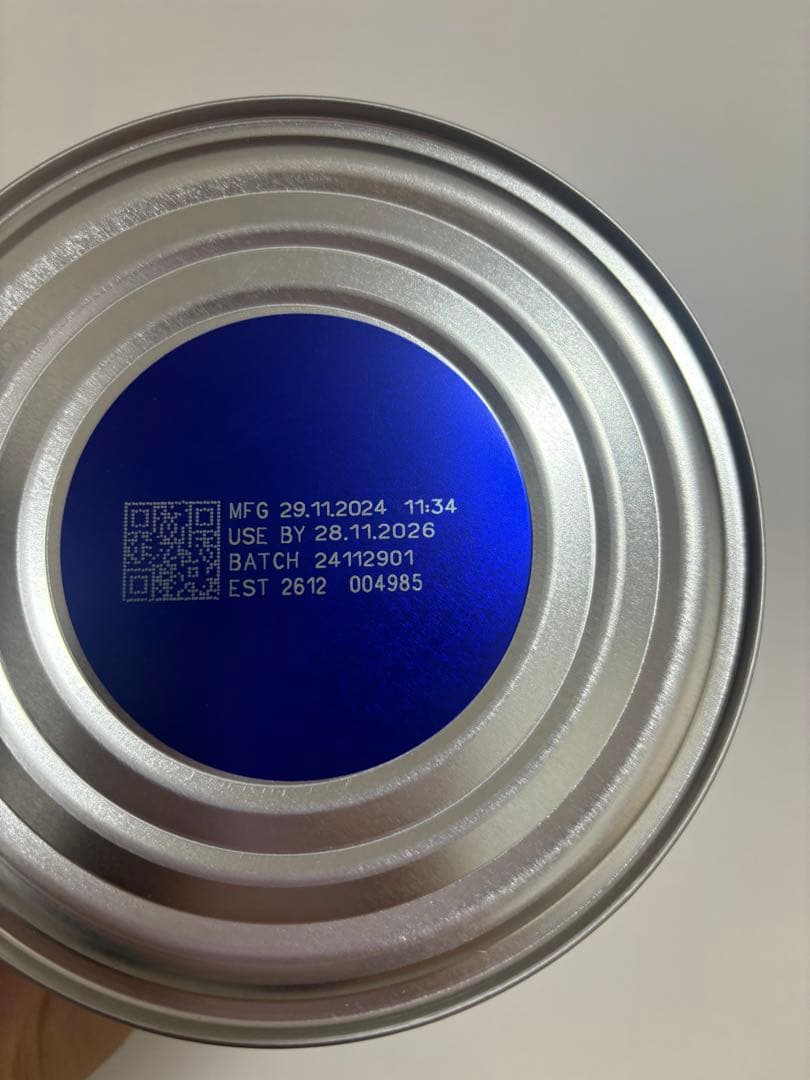 MFG 29.11.2024 11:34
USE BY 28.11.2026
BATCH 24112901
EST 2612 004985